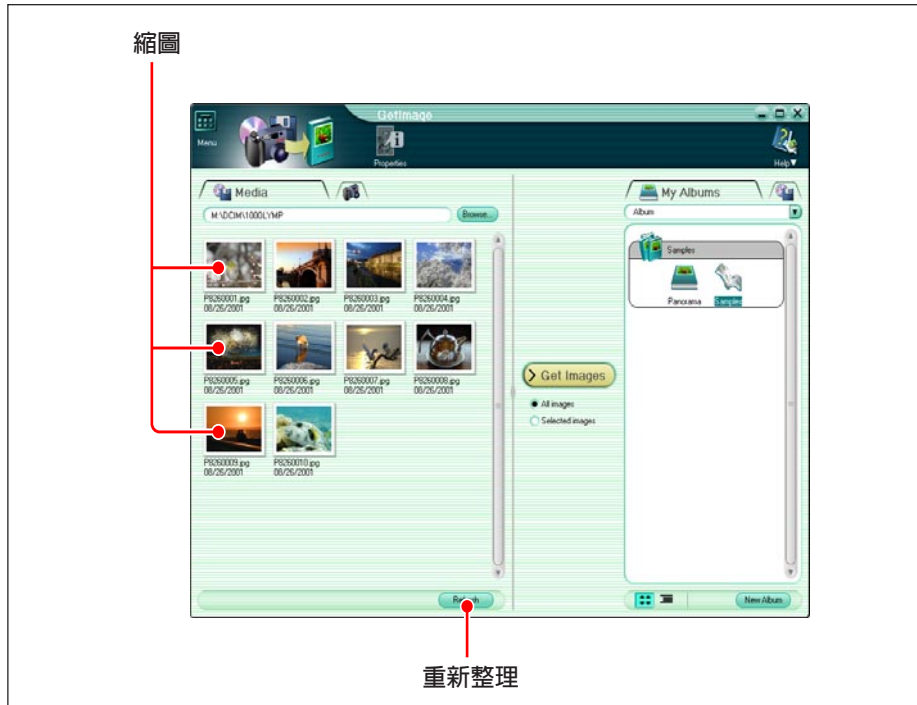 縮圖
GetImage
Menu
Properties
Help
Media
My Albums
M:\DCIM\100OLYMP
Browse...
Album
Samples
Panorama
Samples
P8260001.jpg
08/26/2001
P8260002.jpg
08/26/2001
P8260003.jpg
08/26/2001
P8260004.jpg
08/26/2001
P8260005.jpg
08/26/2001
P8260006.jpg
08/26/2001
P8260007.jpg
08/26/2001
P8260008.jpg
08/26/2001
Get Images
All images
Selected images
P8260009.jpg
08/26/2001
P8260010.jpg
08/26/2001
Refresh
New Album
重新整理